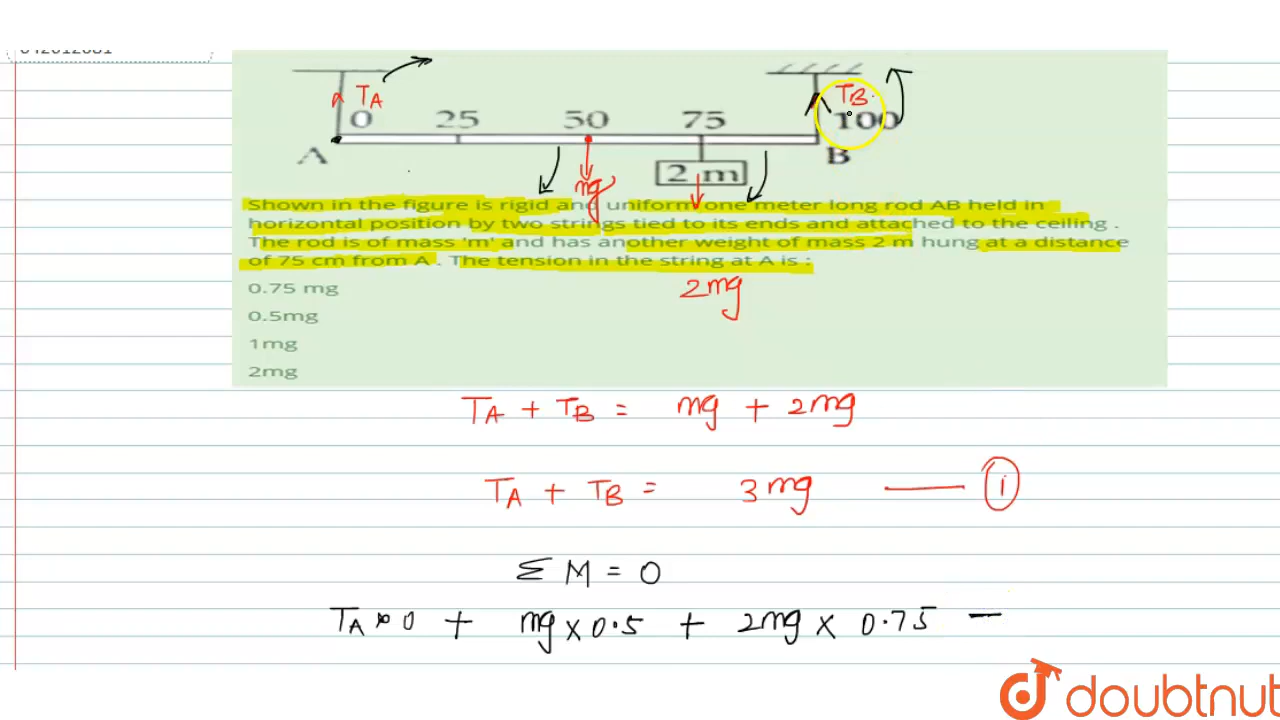 T_A T_B
0 25 50 75 100
A B
2 m
mg
Shown in the figure is rigid and uniform one meter long rod AB held in
horizontal position by two strings tied to its ends and attached to the ceiling .
The rod is of mass 'm' and has another weight of mass 2 m hung at a distance
of 75 cm from A . The tension in the string at A is :
2mg
0.75 mg
0.5mg
1mg
2mg
T_A + T_B = mg + 2mg
T_A + T_B = 3mg — 1
Σ M = 0
T_A × 0 + mg × 0.5 + 2mg × 0.75 —
doubtnut